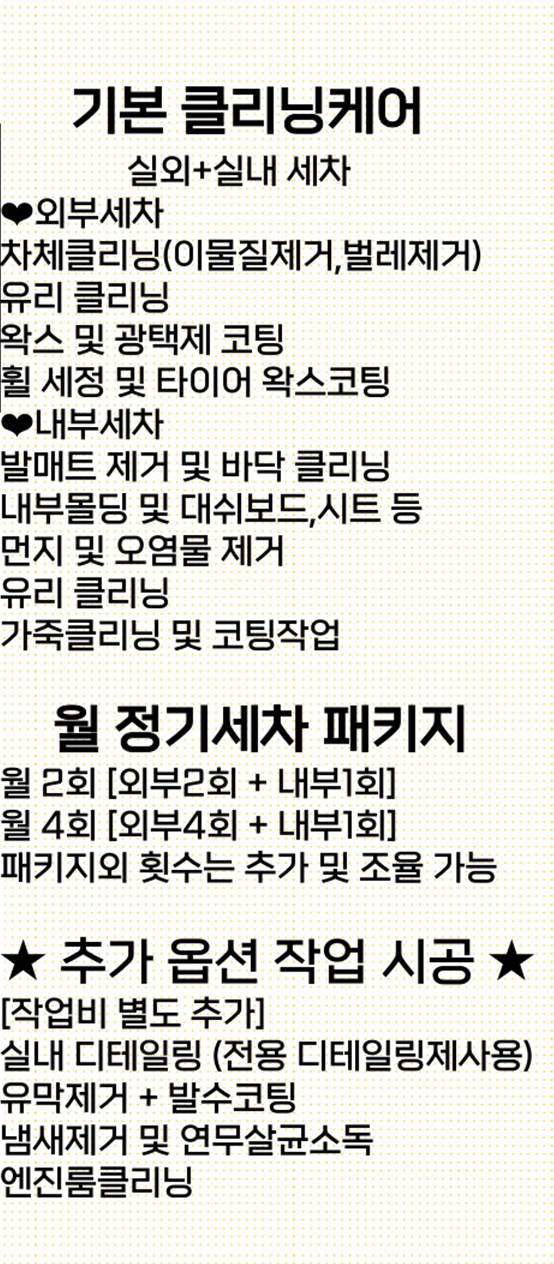 기본 클리닝케어
실외+실내 세차
❤외부세차
차체클리닝(이물질제거,벌레제거)
유리 클리닝
왁스 및 광택제 코팅
휠 세정 및 타이어 왁스코팅
❤내부세차
발매트 제거 및 바닥 클리닝
내부몰딩 및 대쉬보드,시트 등
먼지 및 오염물 제거
유리 클리닝
가죽클리닝 및 코팅작업
월 정기세차 패키지
월 2회 [외부2회 + 내부1회]
월 4회 [외부4회 + 내부1회]
패키지외 횟수는 추가 및 조율 가능
★ 추가 옵션 작업 시공 ★
[작업비 별도 추가]
실내 디테일링 (전용 디테일링제사용)
유막제거 + 발수코팅
냄새제거 및 연무살균소독
엔진룸클리닝